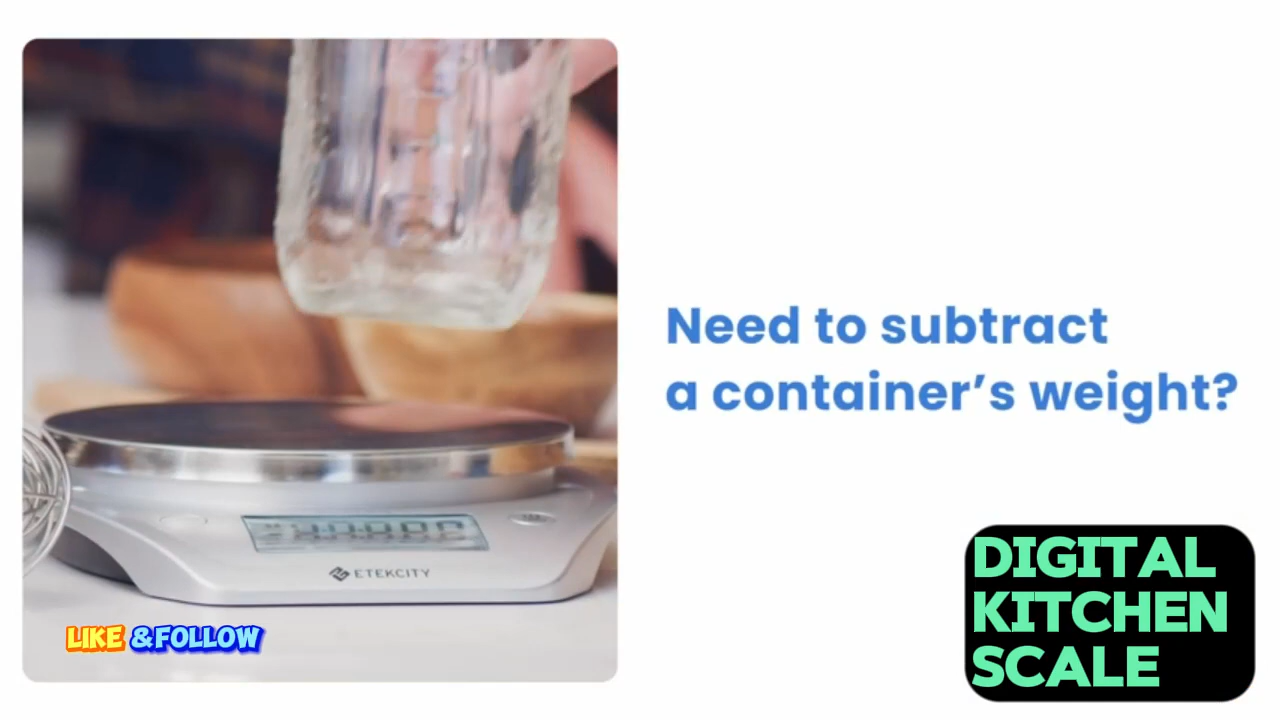 Need to subtract
a container’s weight?
ETEKCITY
LIKE &FOLLOW
DIGITAL
KITCHEN
SCALE